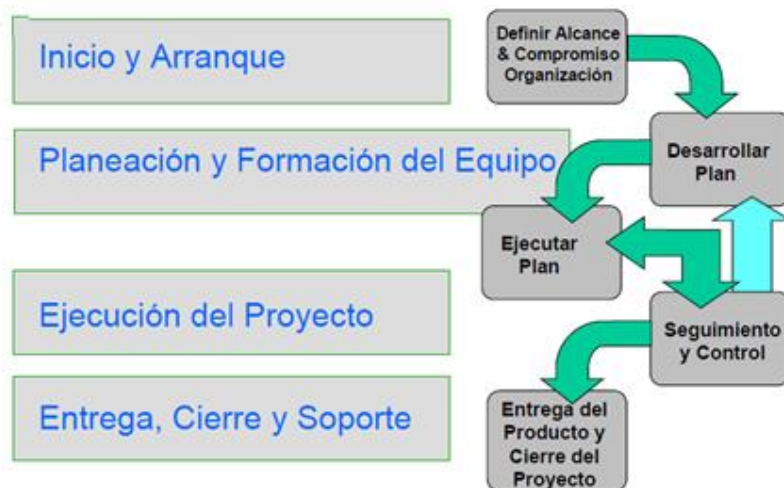 Inicio y Arranque
Definir Alcance
& Compromiso
Organización
Planeación y Formación del Equipo
Desarrollar
Plan
Ejecutar
Plan
Ejecución del Proyecto
Seguimiento
y Control
Entrega, Cierre y Soporte
Entrega del
Producto y
Cierre del
Proyecto